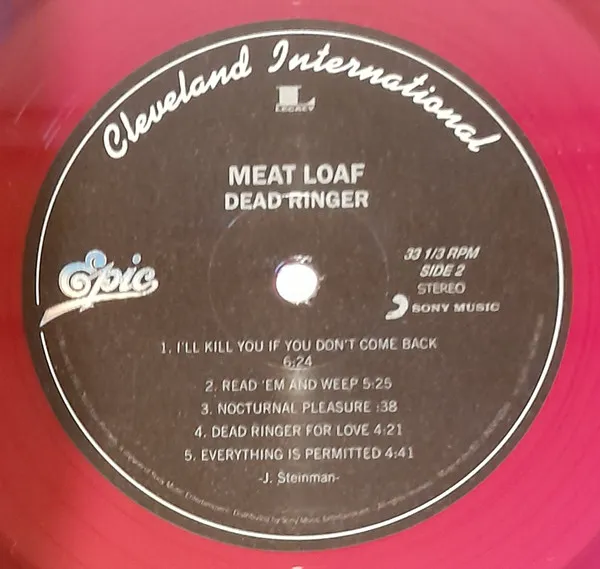 Cleveland International
L
LEGACY
MEAT LOAF
DEAD RINGER
Epic
33 1/3 RPM
SIDE 2
STEREO
SONY MUSIC
1. I'LL KILL YOU IF YOU DON'T COME BACK
6:24
2. READ 'EM AND WEEP 5:25
3. NOCTURNAL PLEASURE :38
4. DEAD RINGER FOR LOVE 4:21
5. EVERYTHING IS PERMITTED 4:41
-J. Steinman-